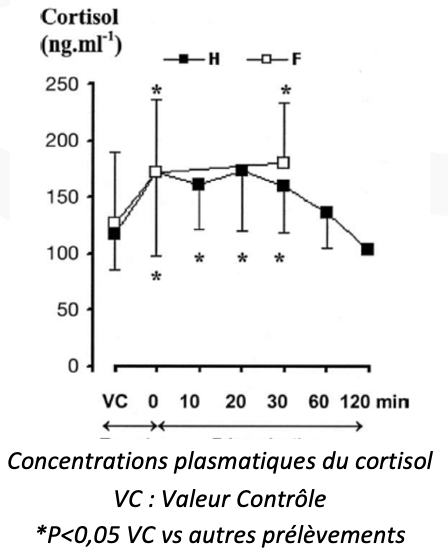 Cortisol
(ng.ml-1)
H F
250
* *
200
150
100
* * * *
50
0
VC 0 10 20 30 60 120 min
Concentrations plasmatiques du cortisol
VC : Valeur Contrôle
*P<0,05 VC vs autres prélèvements